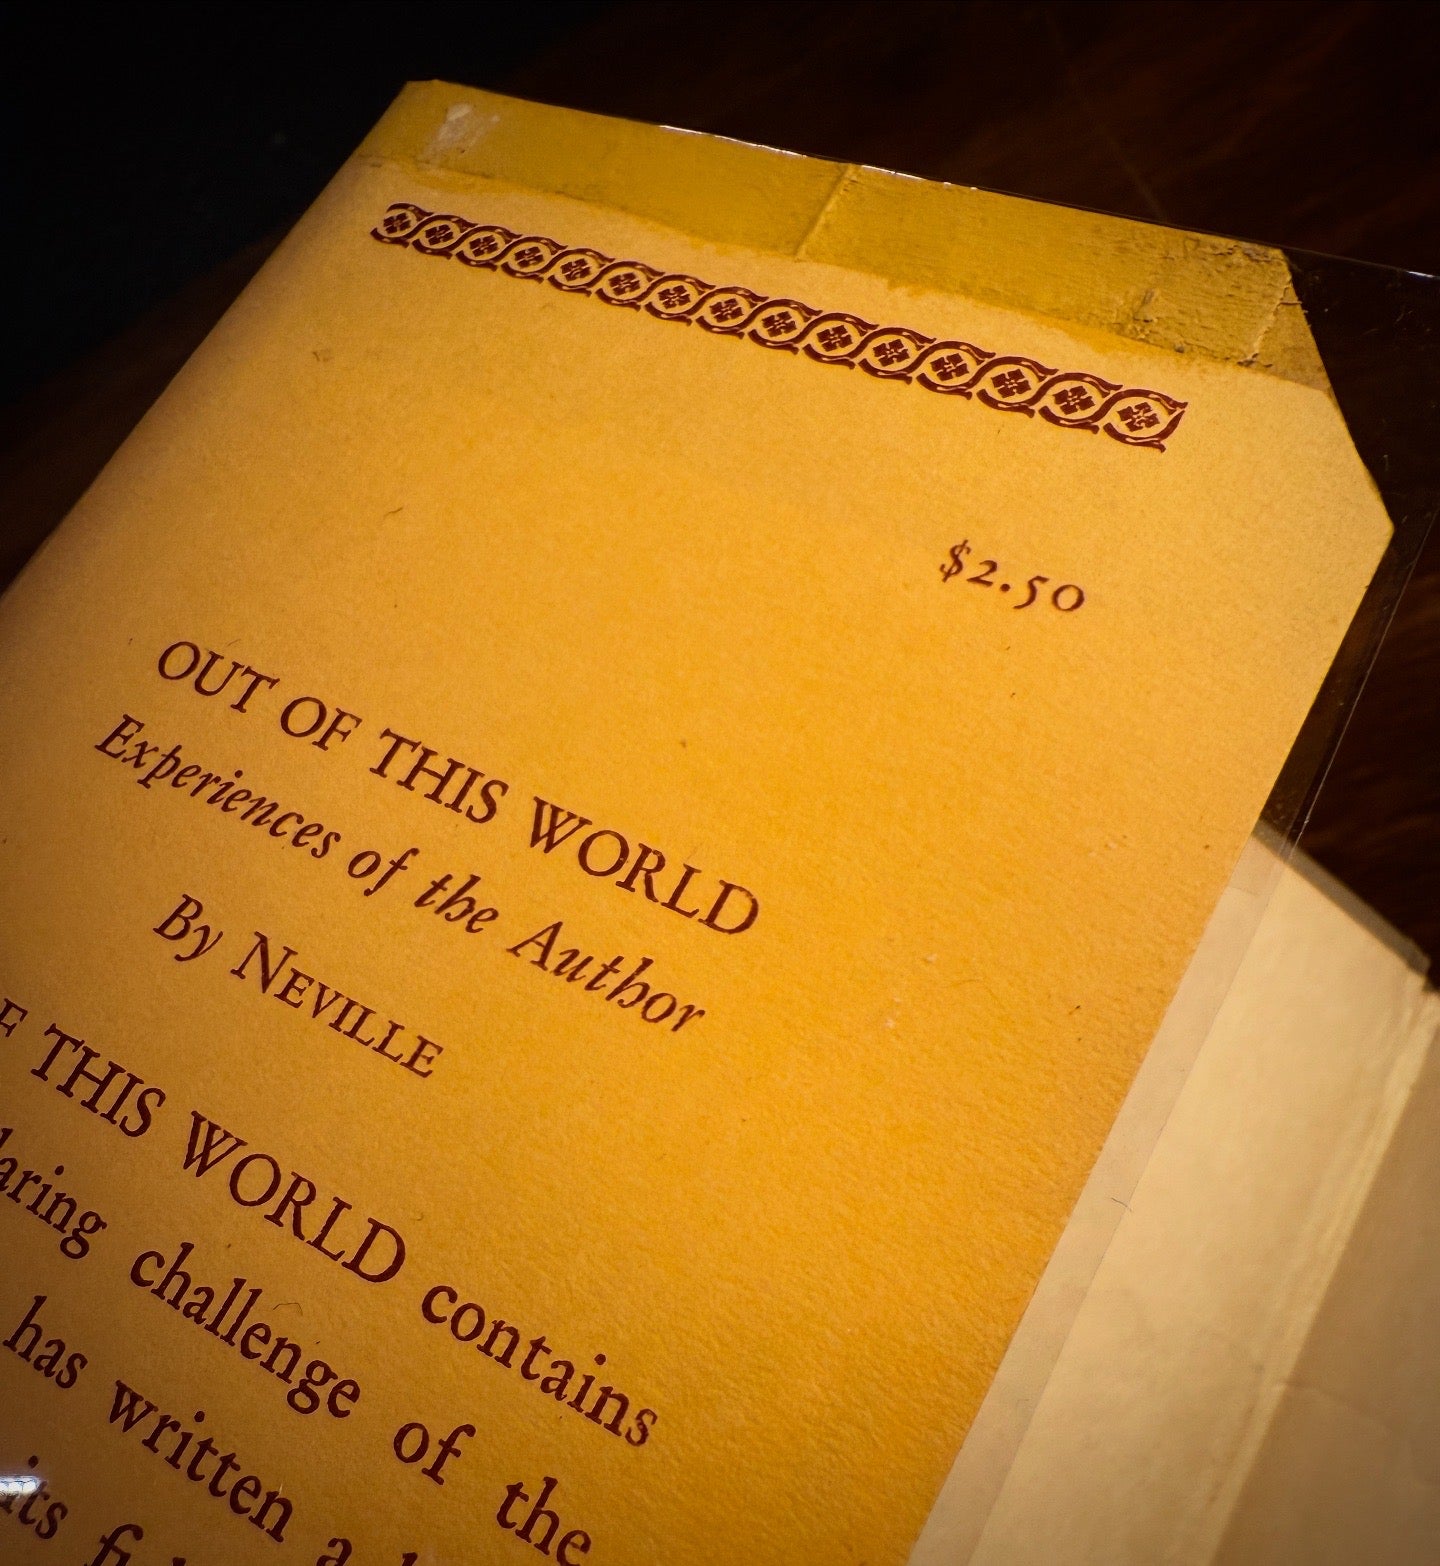 $2.50
OUT OF THIS WORLD
Experiences of the Author
By NEVILLE
THIS WORLD contains
challenge of the
has written a
its